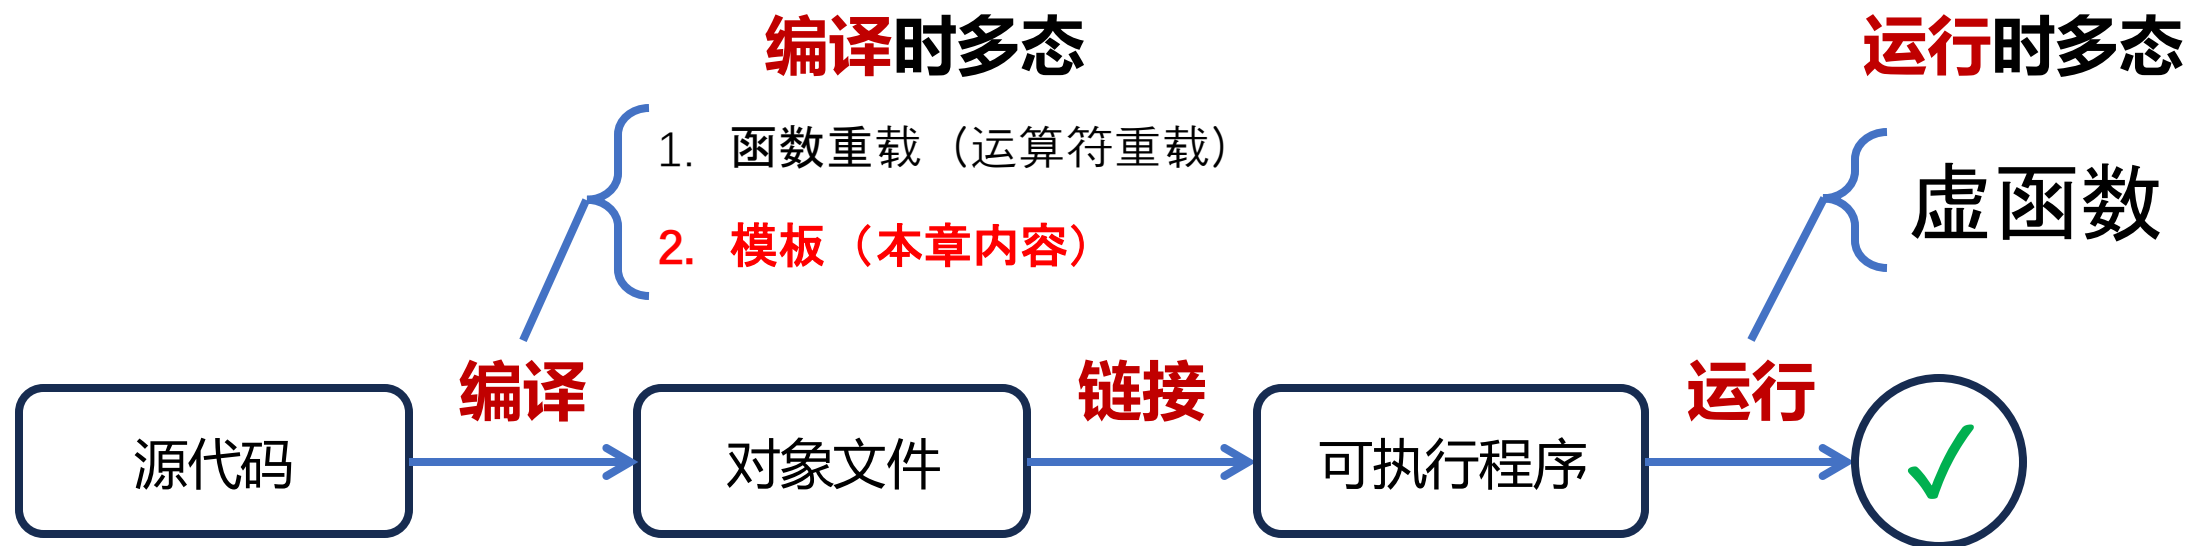 编译时多态
运行时多态
1. 函数重载（运算符重载）
2. 模板（本章内容）
虚函数
编译
链接
运行
源代码
对象文件
可执行程序